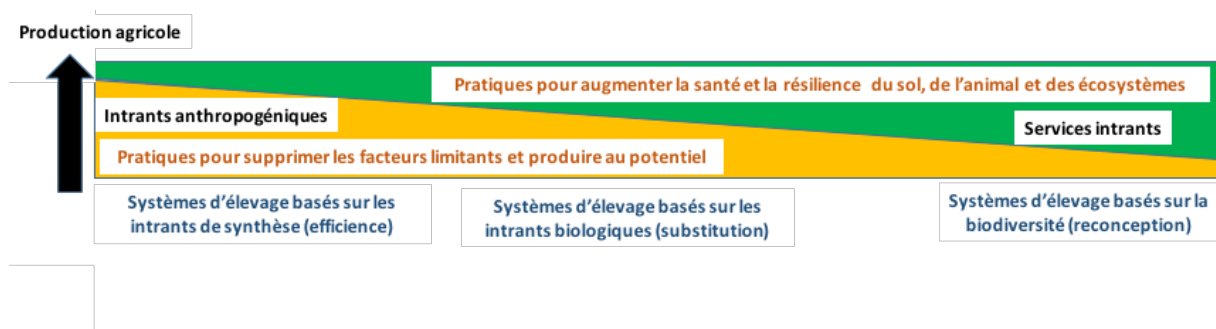 Production agricole
Pratiques pour augmenter la santé et la résilience du sol, de l'animal et des écosystèmes
Intrants anthropogéniques
Services intrants
Pratiques pour supprimer les facteurs limitants et produire au potentiel
Systèmes d'élevage basés sur les
intrants de synthèse (efficience)
Systèmes d'élevage basés sur les
intrants biologiques (substitution)
Systèmes d'élevage basés sur la
biodiversité (reconception)